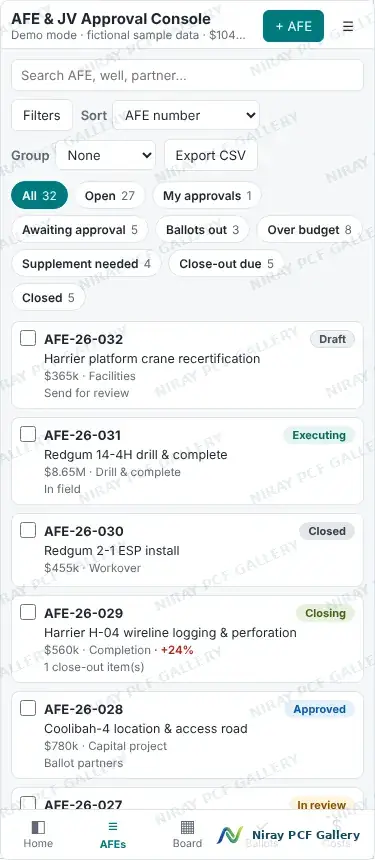 AFE & JV Approval Console
Demo mode · fictional sample data · $104...
+ AFE
☰
Search AFE, well, partner...
Filters
Sort
AFE number
Group
None
Export CSV
All 32
Open 27
My approvals 1
Awaiting approval 5
Ballots out 3
Over budget 8
Supplement needed 4
Close-out due 5
Closed 5
AFE-26-032
Draft
Harrier platform crane recertification
$365k · Facilities
Send for review
AFE-26-031
Executing
Redgum 14-4H drill & complete
$8.65M · Drill & complete
In field
AFE-26-030
Closed
Redgum 2-1 ESP install
$455k · Workover
AFE-26-029
Closing
Harrier H-04 wireline logging & perforation
$560k · Completion · +24%
1 close-out item(s)
AFE-26-028
Approved
Coolibah-4 location & access road
$780k · Capital project
Ballot partners
AFE-26-027
In review
Home
AFEs
Board
Ballots
Costs
Niray PCF Gallery
NIRAY PCF GALLERY